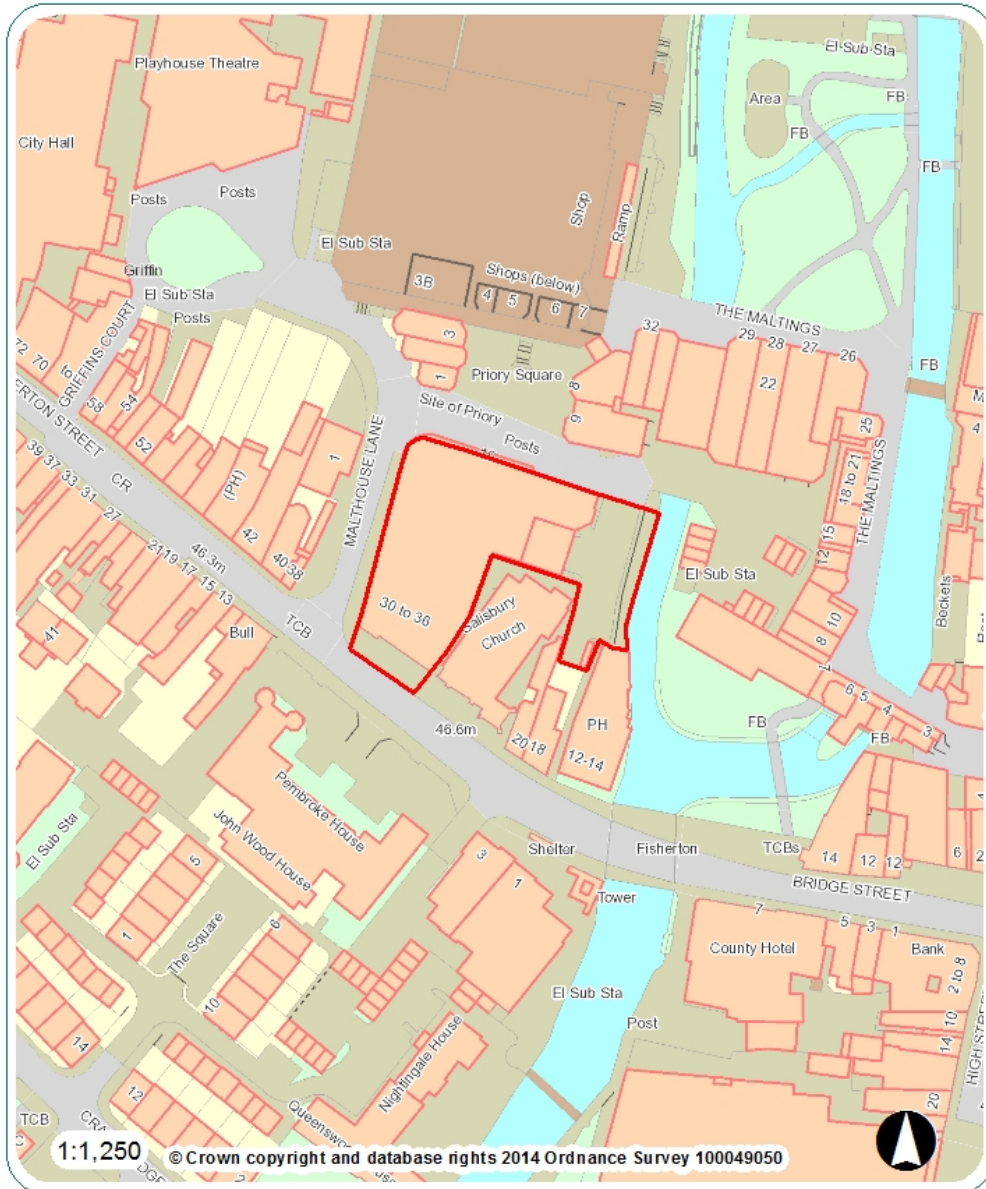 Playhouse Theatre
El Sub Sta
Area
FB
FB
City Hall
FB
Posts
Posts
Shop
Ramp
El Sub Sta
Griffin
El Sub Sta
Posts
Shops (below)
3B
4
5
6
7
THE MALTINGS
32
29
28
27
26
FB
3
1
Priory Square
8
9
22
25
4
72
70
to
58
54
52
GRIFFINS COURT
ERTON STREET
CR
(PH)
42
40
38
1
MALTHOUSE LANE
Site of Priory
Posts
39
37
33
31
27
46.3m
21
19
17
15
13
TCB
Bull
41
30 to 36
Salisbury
Church
El Sub Sta
18 to 21
THE MALTINGS
12
15
10
8
7
6
5
4
3
Beckets
FB
FB
PH
12-14
20
18
46.6m
Pembroke House
John Wood House
El Sub Sta
5
1
The Square
6
10
14
12
3
1
Shelter
Fisherton
TCBs
14
12
12
6
2
BRIDGE STREET
Tower
7
5
3
1
County Hotel
Bank
2 to 8
El Sub Sta
Post
14
10
HIGH STREET
20
Nightingale House
TCB
1:1,250
© Crown copyright and database rights 2014 Ordnance Survey 100049050